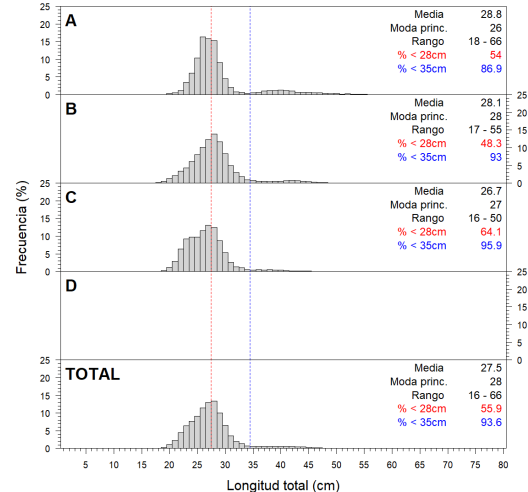 Frecuencia (%)
25
20
15
10
5
0
A
Media 28.8
Moda princ. 26
Rango 18 - 66
% < 28cm 54
% < 35cm 86.9
25
20
15
10
5
0
B
Media 28.1
Moda princ. 28
Rango 17 - 55
% < 28cm 48.3
% < 35cm 93
25
20
15
10
5
0
C
Media 26.7
Moda princ. 27
Rango 16 - 50
% < 28cm 64.1
% < 35cm 95.9
25
20
15
10
5
0
D
25
20
15
10
5
0
TOTAL
Media 27.5
Moda princ. 28
Rango 16 - 66
% < 28cm 55.9
% < 35cm 93.6
5 10 15 20 25 30 35 40 45 50 55 60 65 70 75 80
Longitud total (cm)